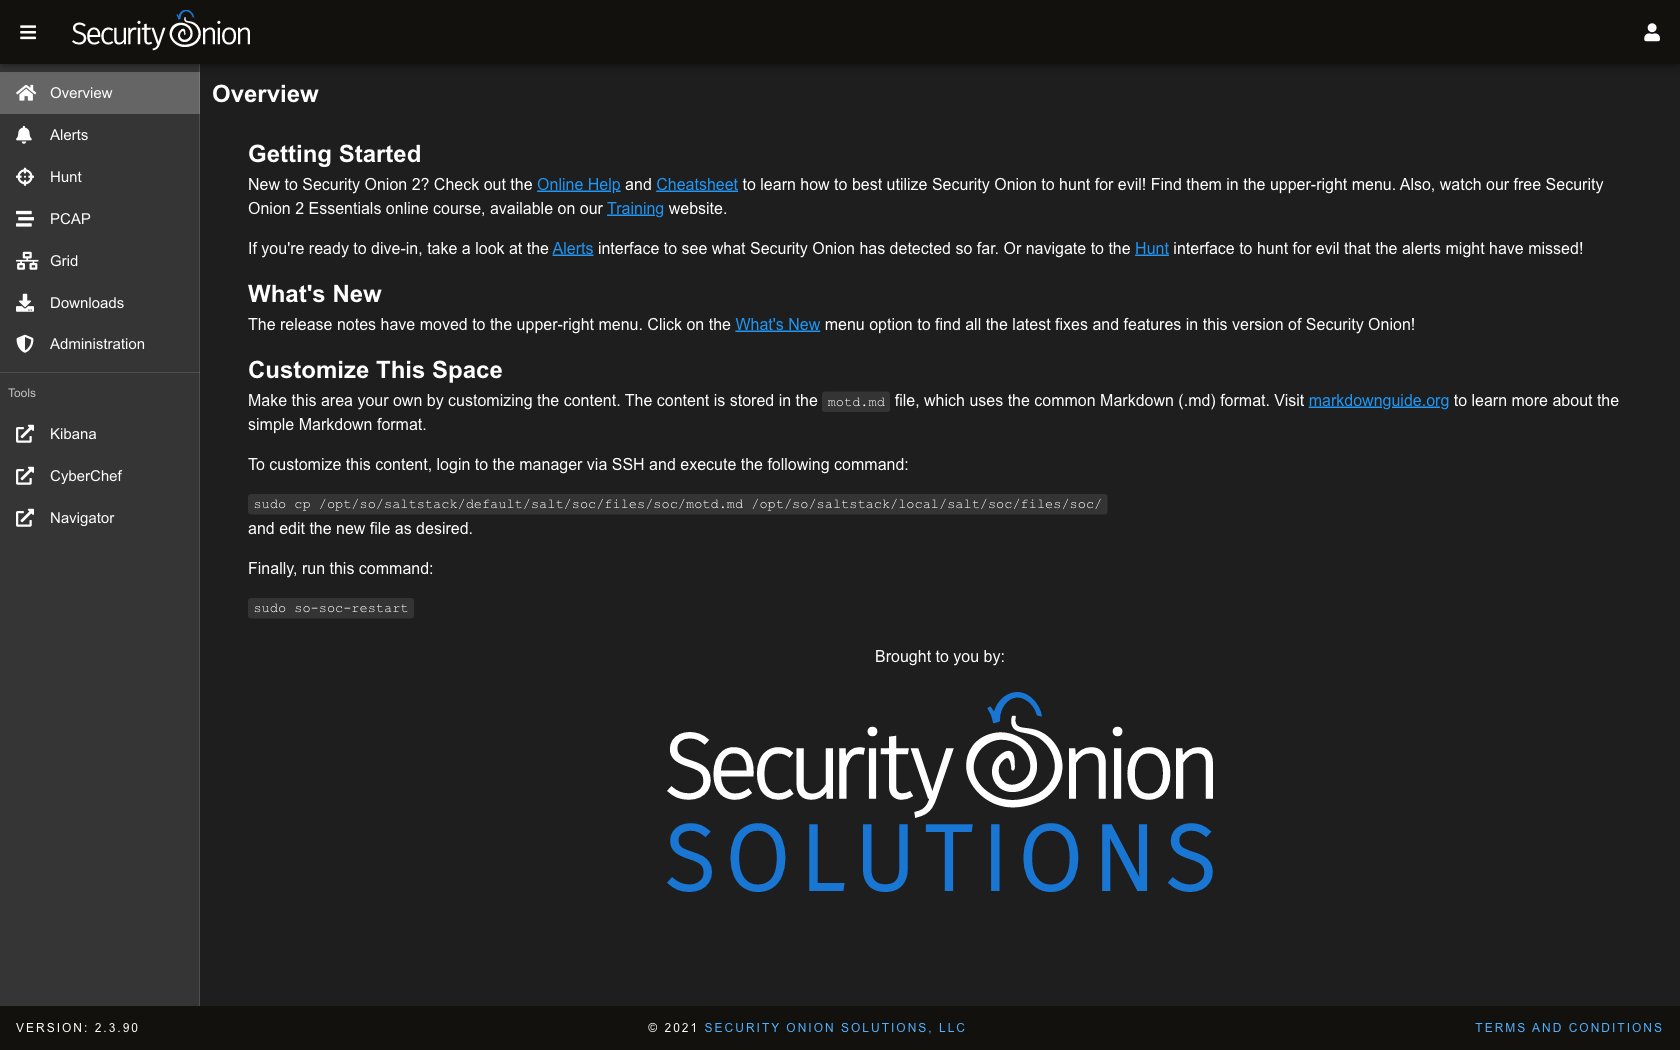 Security Onion
Overview
Alerts
Hunt
PCAP
Grid
Downloads
Administration
Tools
Kibana
CyberChef
Navigator
Overview
Getting Started
New to Security Onion 2? Check out the Online Help and Cheatsheet to learn how to best utilize Security Onion to hunt for evil! Find them in the upper-right menu. Also, watch our free Security
Onion 2 Essentials online course, available on our Training website.
If you're ready to dive-in, take a look at the Alerts interface to see what Security Onion has detected so far. Or navigate to the Hunt interface to hunt for evil that the alerts might have missed!
What's New
The release notes have moved to the upper-right menu. Click on the What's New menu option to find all the latest fixes and features in this version of Security Onion!
Customize This Space
Make this area your own by customizing the content. The content is stored in the motd.md file, which uses the common Markdown (.md) format. Visit markdownguide.org to learn more about the
simple Markdown format.
To customize this content, login to the manager via SSH and execute the following command:
sudo cp /opt/so/saltstack/default/salt/soc/files/soc/motd.md /opt/so/saltstack/local/salt/soc/files/soc/
and edit the new file as desired.
Finally, run this command:
sudo so-soc-restart
Brought to you by:
Security Onion
SOLUTIONS
VERSION: 2.3.90
© 2021 SECURITY ONION SOLUTIONS, LLC
TERMS AND CONDITIONS